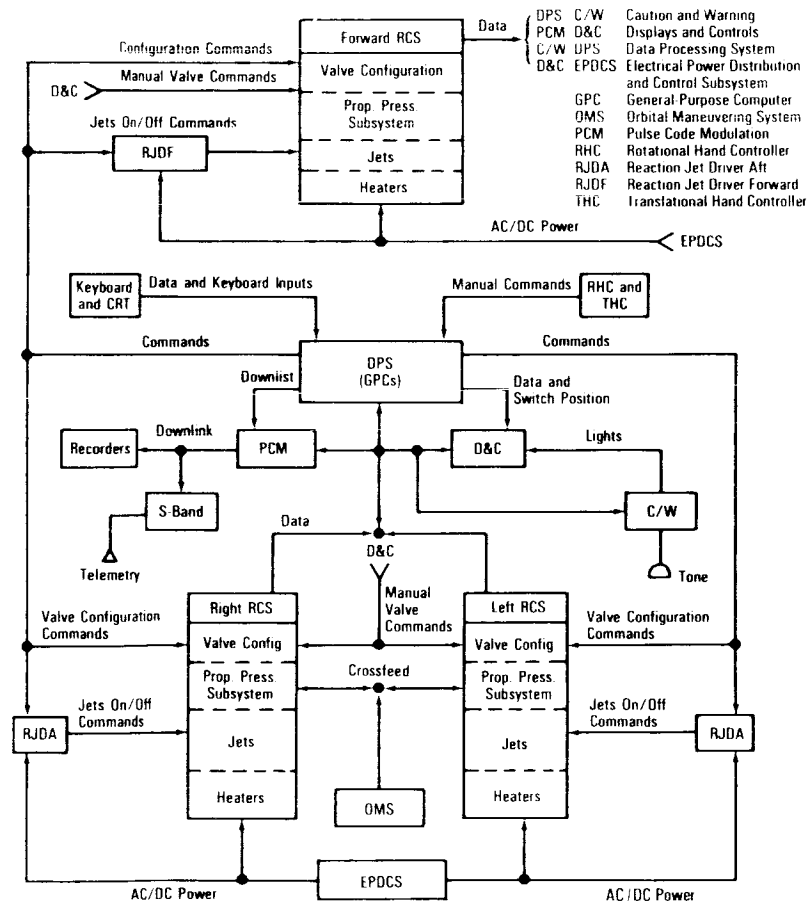 Forward RCS
Valve Configuration
Prop. Press.
Subsystem
Jets
Heaters
Data
DPS
PCM
C/W
D&C
C/W Caution and Warning
D&C Displays and Controls
DPS Data Processing System
EPDCS Electrical Power Distribution
and Control Subsystem
GPC General-Purpose Computer
OMS Orbital Maneuvering System
PCM Pulse Code Modulation
RHC Rotational Hand Controller
RJDA Reaction Jet Driver Aft
RJDF Reaction Jet Driver Forward
THC Translational Hand Controller
Configuration Commands
Manual Valve Commands
D&C
Jets On/Off Commands
RJDF
AC/DC Power
EPDCS
Keyboard
and CRT
Data and Keyboard Inputs
Manual Commands
RHC and
THC
Commands
DPS
(GPCs)
Commands
Downlist
Data and
Switch Position
Recorders
Downlink
PCM
D&C
Lights
S-Band
C/W
Telemetry
Data
D&C
Tone
Manual
Valve
Commands
Right RCS
Valve Config
Prop. Press.
Subsystem
Jets
Heaters
Left RCS
Valve Config
Prop. Press.
Subsystem
Jets
Heaters
Valve Configuration
Commands
Valve Configuration
Commands
Crossfeed
RJDA
Jets On/Off
Commands
Jets On/Off
Commands
RJDA
OMS
AC/DC Power
EPDCS
AC/DC Power